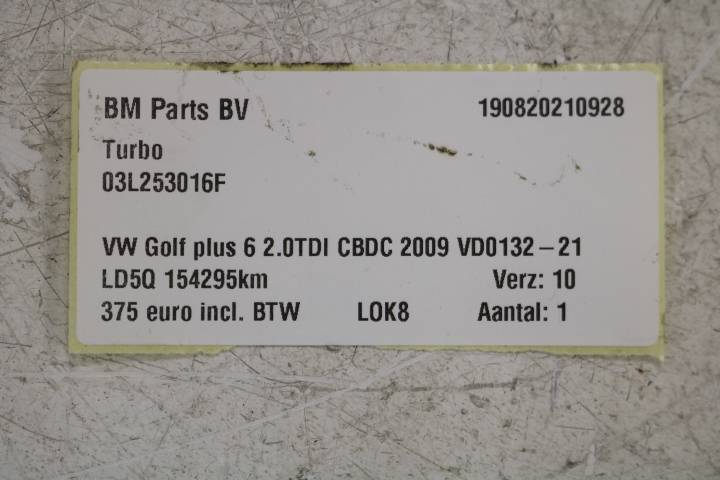 BM Parts BV 190820210928
Turbo
03L253016F
VW Golf plus 6 2.0TDI CBDC 2009 VD0132-21
LD5Q 154295km Verz: 10
375 euro incl. BTW LOK8 Aantal: 1